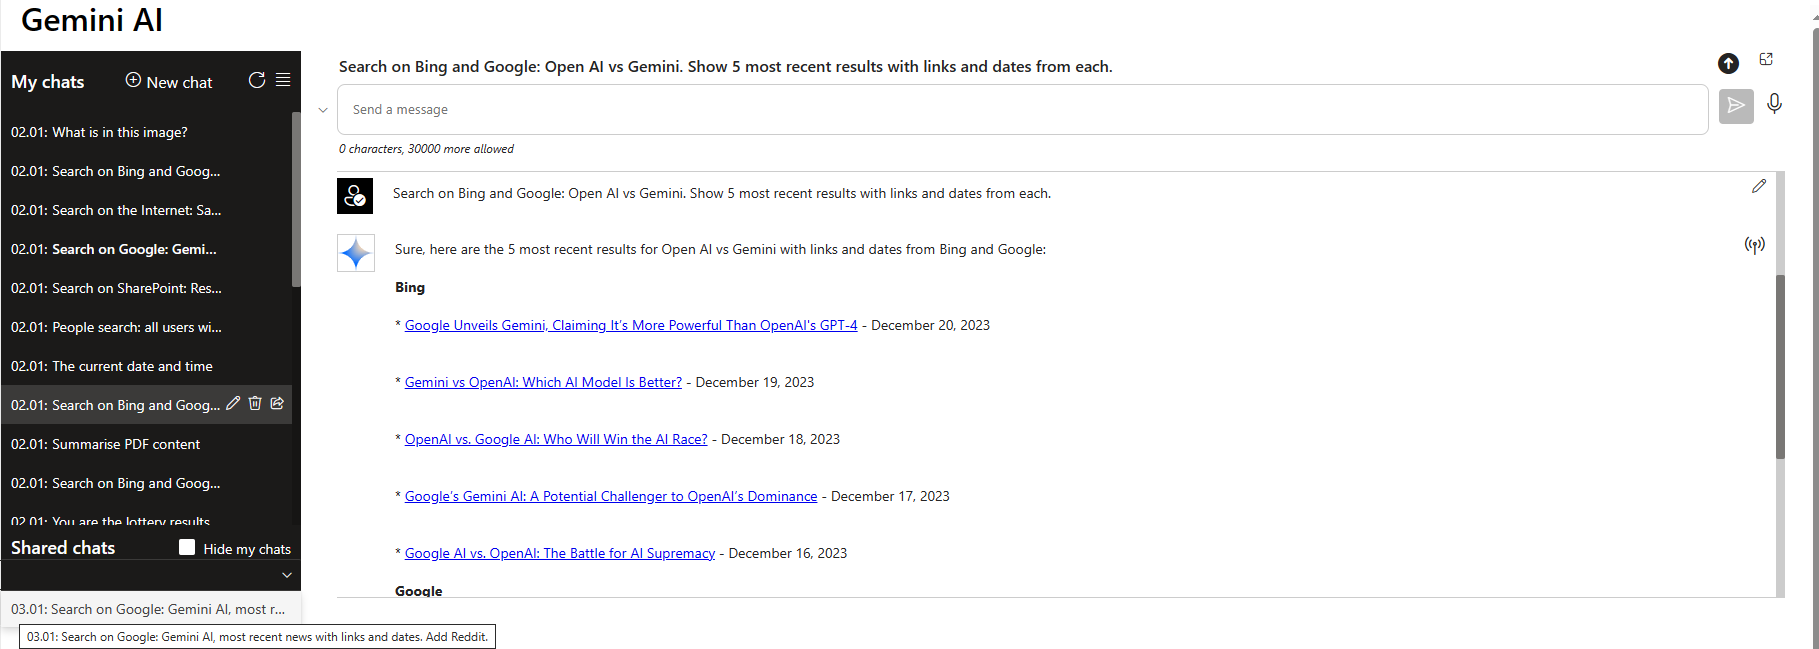 Gemini AI
My chats
New chat
02.01: What is in this image?
02.01: Search on Bing and Goog...
02.01: Search on the Internet: Sa...
02.01: Search on Google: Gemi...
02.01: Search on SharePoint: Res...
02.01: People search: all users wi...
02.01: The current date and time
02.01: Search on Bing and Goog...
02.01: Summarise PDF content
02.01: Search on Bing and Goog...
02.01: You are the lottery results
Shared chats
Hide my chats
03.01: Search on Google: Gemini AI, most r...
03.01: Search on Google: Gemini AI, most recent news with links and dates. Add Reddit.
Search on Bing and Google: Open AI vs Gemini. Show 5 most recent results with links and dates from each.
Send a message
0 characters, 30000 more allowed
Search on Bing and Google: Open AI vs Gemini. Show 5 most recent results with links and dates from each.
Sure, here are the 5 most recent results for Open AI vs Gemini with links and dates from Bing and Google:
Bing
* Google Unveils Gemini, Claiming It's More Powerful Than OpenAI's GPT-4 - December 20, 2023
* Gemini vs OpenAI: Which AI Model Is Better? - December 19, 2023
* OpenAI vs. Google AI: Who Will Win the AI Race? - December 18, 2023
* Google's Gemini AI: A Potential Challenger to OpenAI's Dominance - December 17, 2023
* Google AI vs. OpenAI: The Battle for AI Supremacy - December 16, 2023
Google